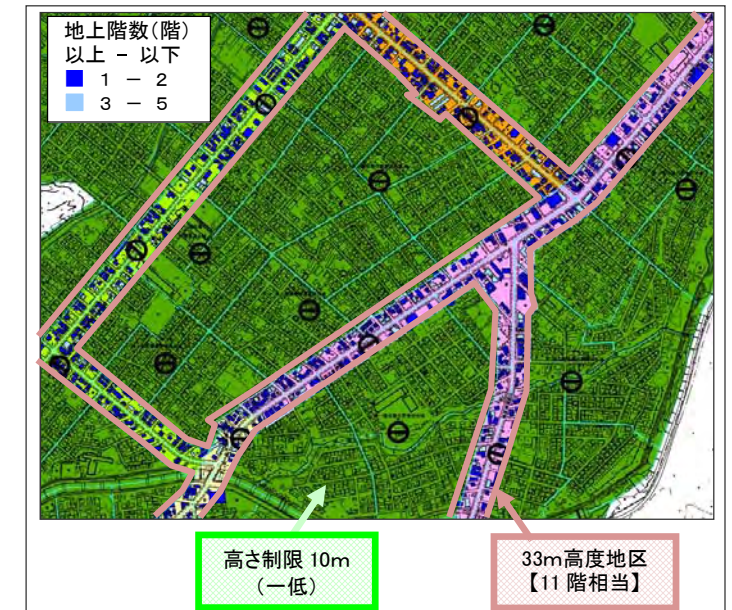 地上階数(階)
以上 － 以下
1 － 2
3 － 5
高さ制限 10m
(一低)
33m高度地区
【11 階相当】